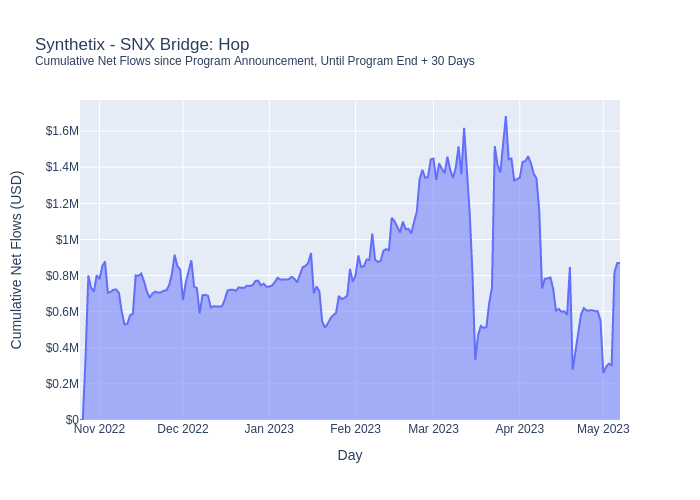 Synthetix - SNX Bridge: Hop
Cumulative Net Flows since Program Announcement, Until Program End + 30 Days
Cumulative Net Flows (USD)
$1.6M
$1.4M
$1.2M
$1M
$0.8M
$0.6M
$0.4M
$0.2M
$0
Nov 2022
Dec 2022
Jan 2023
Feb 2023
Mar 2023
Apr 2023
May 2023
Day